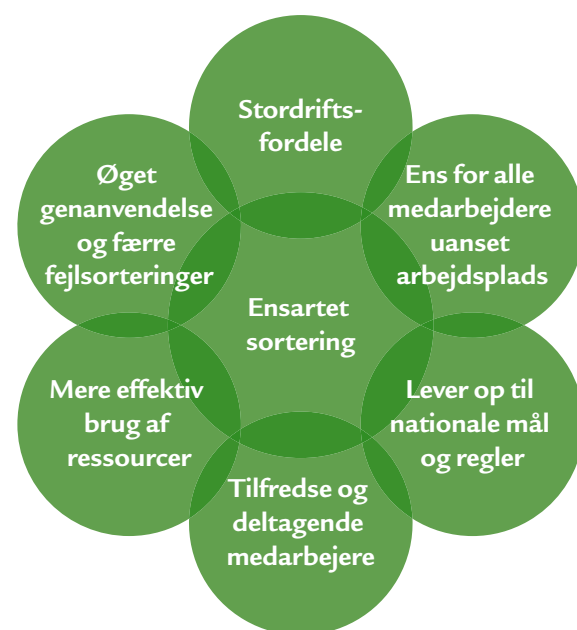 Stordrifts-
fordele
Ens for alle
medarbejdere
uanset
arbejdsplads
Lever op til
nationale mål
og regler
Tilfredse og
deltagende
medarbejere
Mere effektiv
brug af
ressourcer
Øget
genanvendelse
og færre
fejlsorteringer
Ensartet
sortering